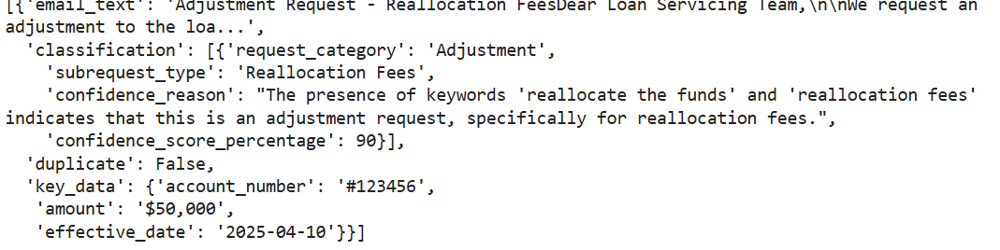 [{'email_text': 'Adjustment Request - Reallocation FeesDear Loan Servicing Team,\n\nWe request an
adjustment to the loa...',
'classification': [{'request_category': 'Adjustment',
'subrequest_type': 'Reallocation Fees',
'confidence_reason': "The presence of keywords 'reallocate the funds' and 'reallocation fees'
indicates that this is an adjustment request, specifically for reallocation fees.",
'confidence_score_percentage': 90}],
'duplicate': False,
'key_data': {'account_number': '#123456',
'amount': '$50,000',
'effective_date': '2025-04-10'}}]